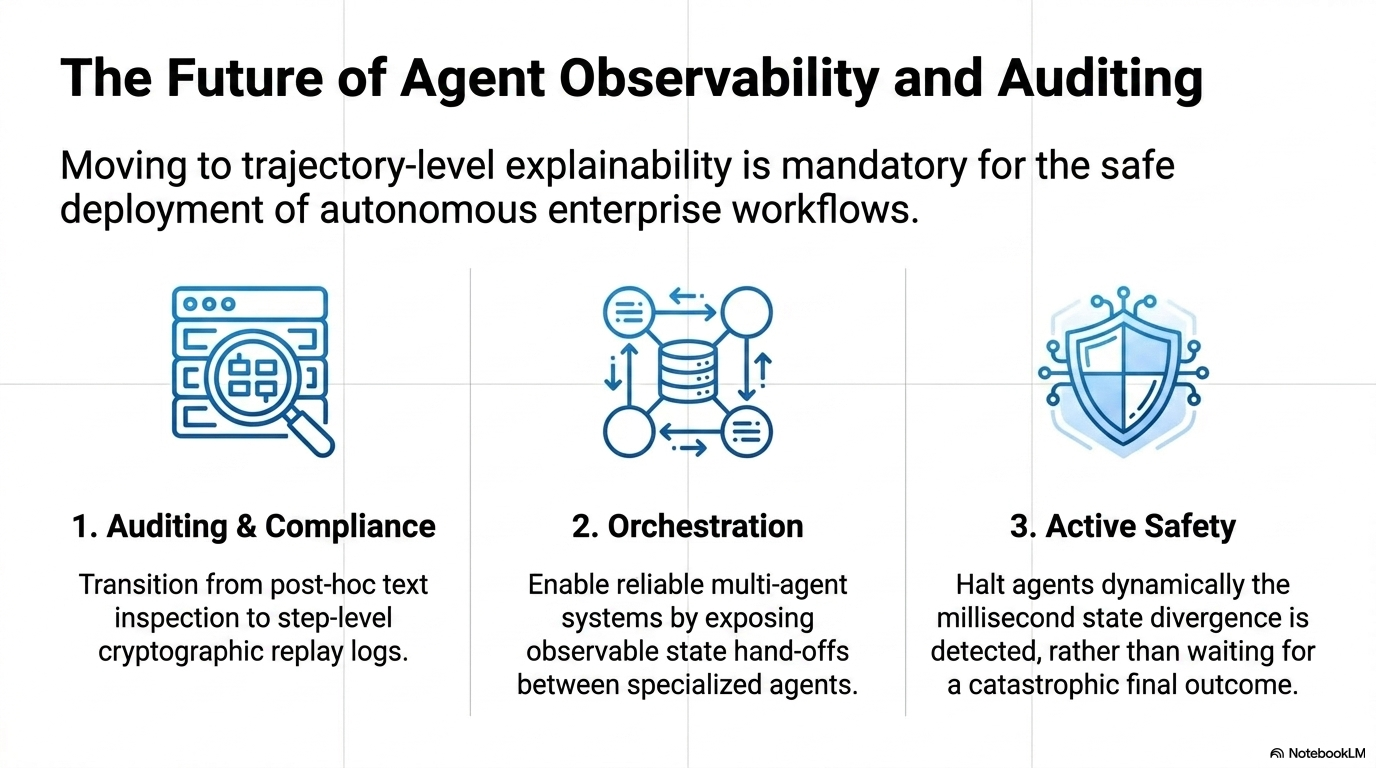 The Future of Agent Observability and Auditing
Moving to trajectory-level explainability is mandatory for the safe
deployment of autonomous enterprise workflows.
1. Auditing & Compliance
Transition from post-hoc text
inspection to step-level
cryptographic replay logs.
2. Orchestration
Enable reliable multi-agent
systems by exposing
observable state hand-offs
between specialized agents.
3. Active Safety
Halt agents dynamically the
millisecond state divergence is
detected, rather than waiting for
a catastrophic final outcome.
NotebookLM